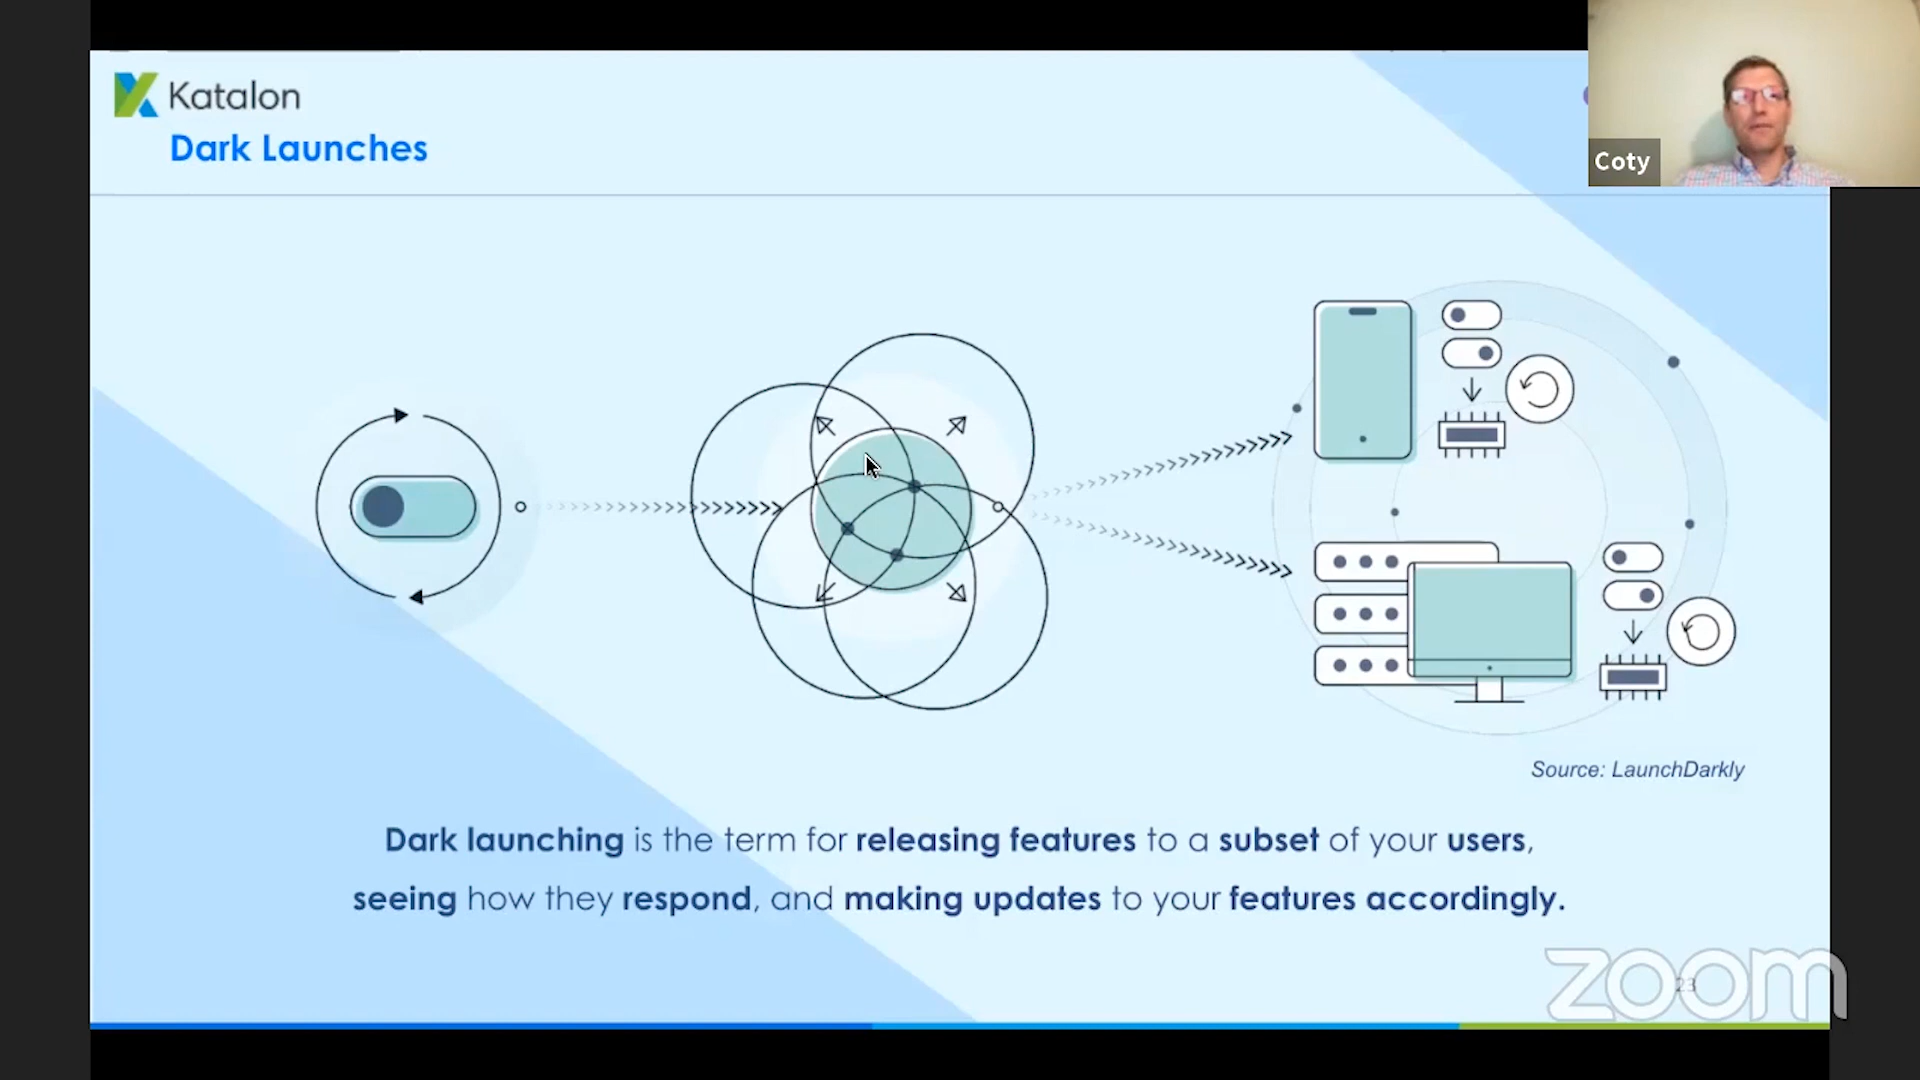 Katalon
Dark Launches
Coty
Source: LaunchDarkly
Dark launching is the term for releasing features to a subset of your users,
seeing how they respond, and making updates to your features accordingly.
zoom
23